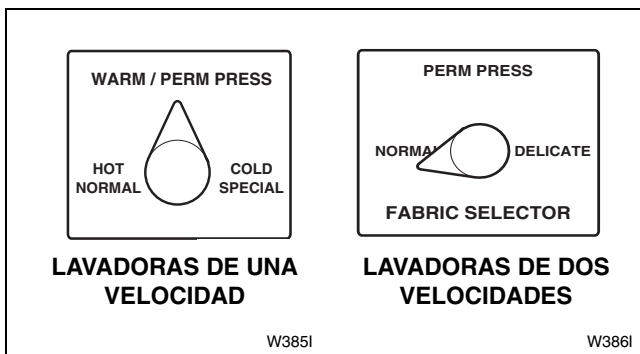 WARM / PERM PRESS
HOT
NORMAL
COLD
SPECIAL
LAVADORAS DE UNA
VELOCIDAD
W385I
PERM PRESS
NORMAL
DELICATE
FABRIC SELECTOR
LAVADORAS DE DOS
VELOCIDADES
W386I